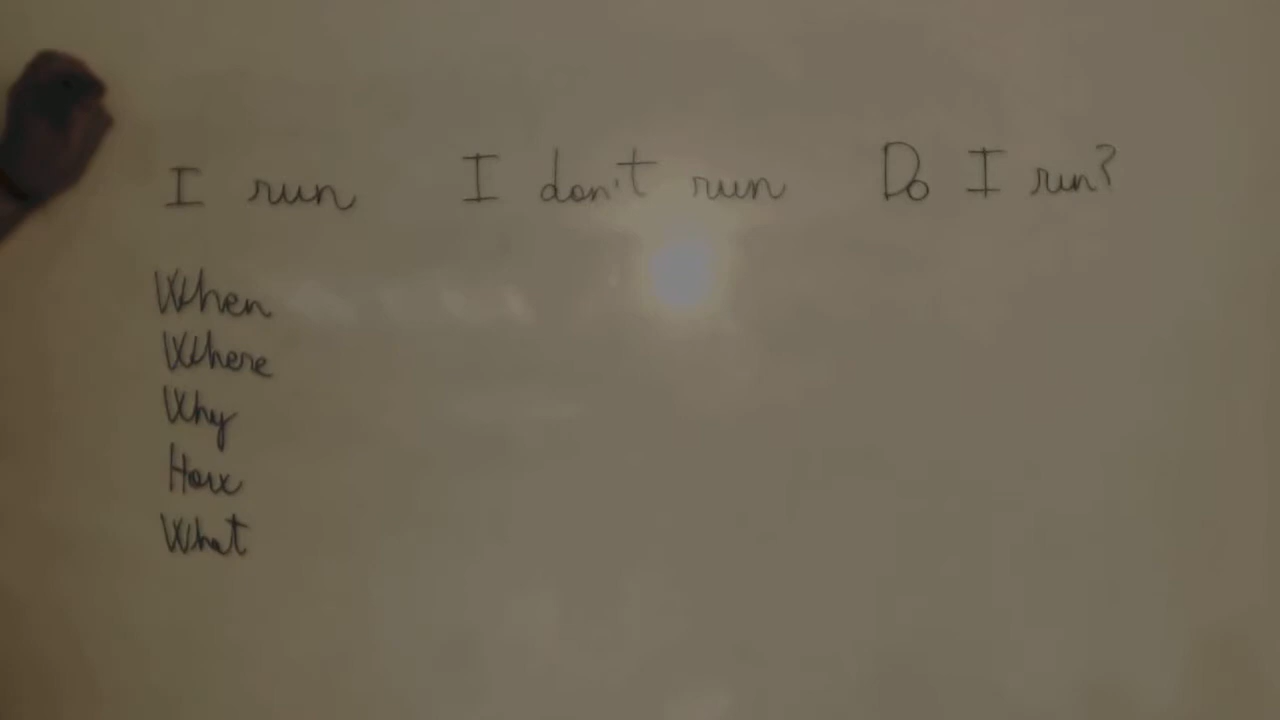 I run I don't run Do I run?
When
Where
Why
How
What